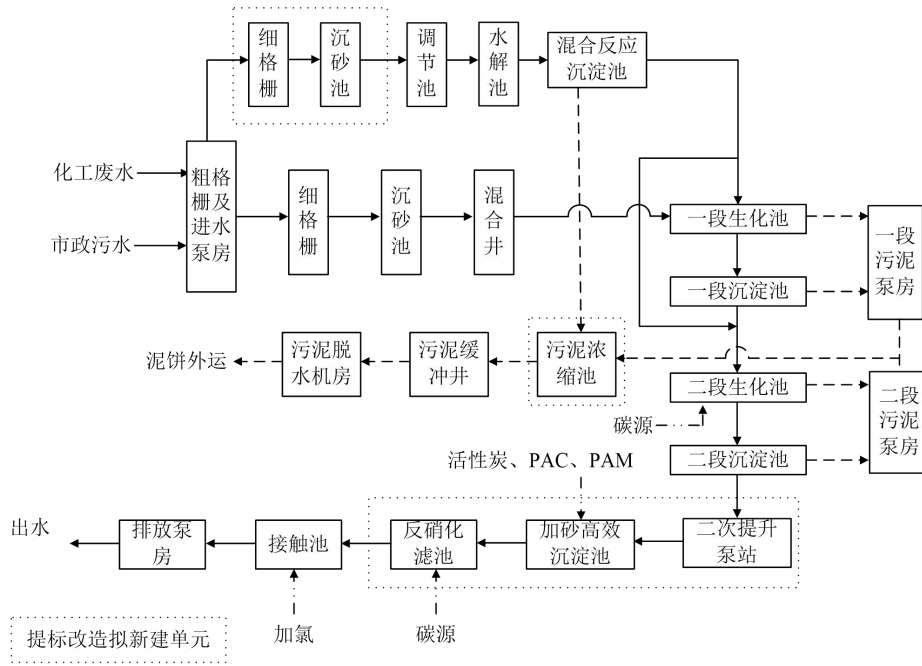 细格栅
沉砂池
调节池
水解池
混合反应
沉淀池
化工废水
市政污水
粗格
栅及
进水
泵房
细格栅
沉砂池
混合井
一段生化池
一段沉淀池
一段
污泥
泵房
泥饼外运
污泥脱
水机房
污泥缓
冲井
污泥浓
缩池
二段生化池
碳源
二段沉淀池
二段
污泥
泵房
活性炭、PAC、PAM
出水
排放泵
房
接触池
反硝化
滤池
加砂高效
沉淀池
二次提升
泵站
加氯
碳源
提标改造拟新建单元